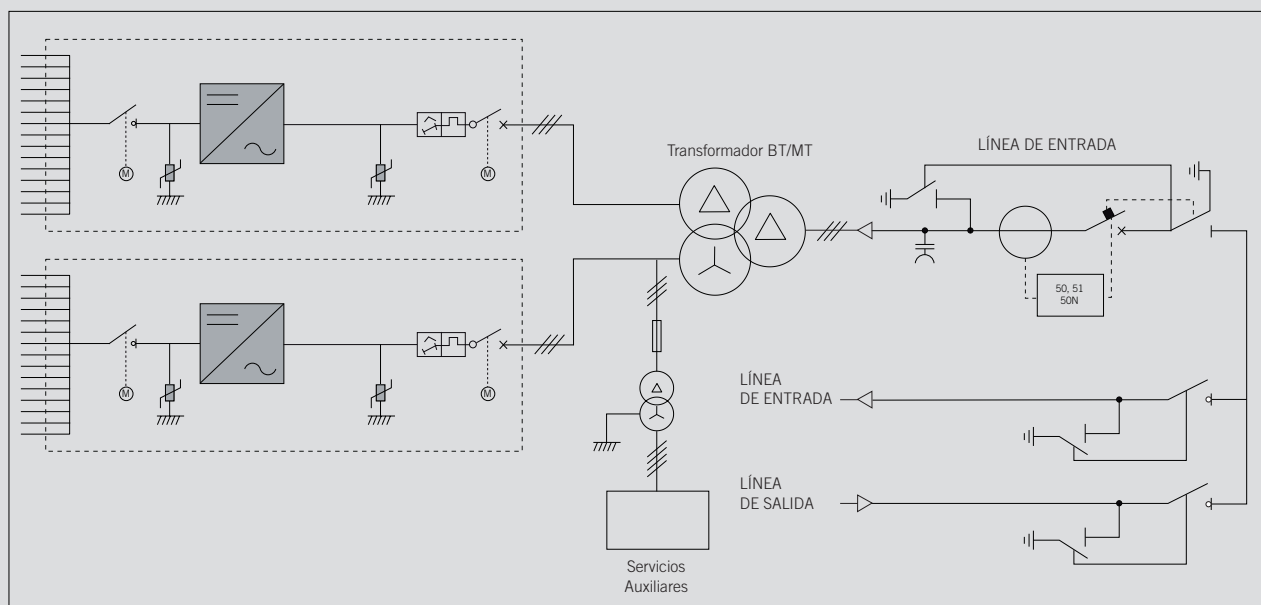 Transformador BT/MT
LÍNEA DE ENTRADA
M
M
50, 51
50N
M
M
LÍNEA
DE ENTRADA
LÍNEA
DE SALIDA
Servicios
Auxiliares